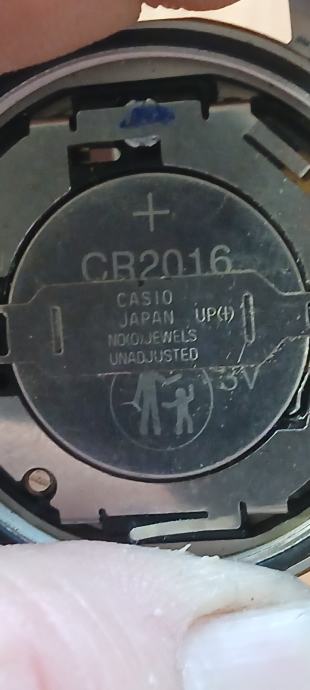 +
CR2016
CASIO
JAPAN UP(+)
NO(0)JEWELS
UNADJUSTED
3V